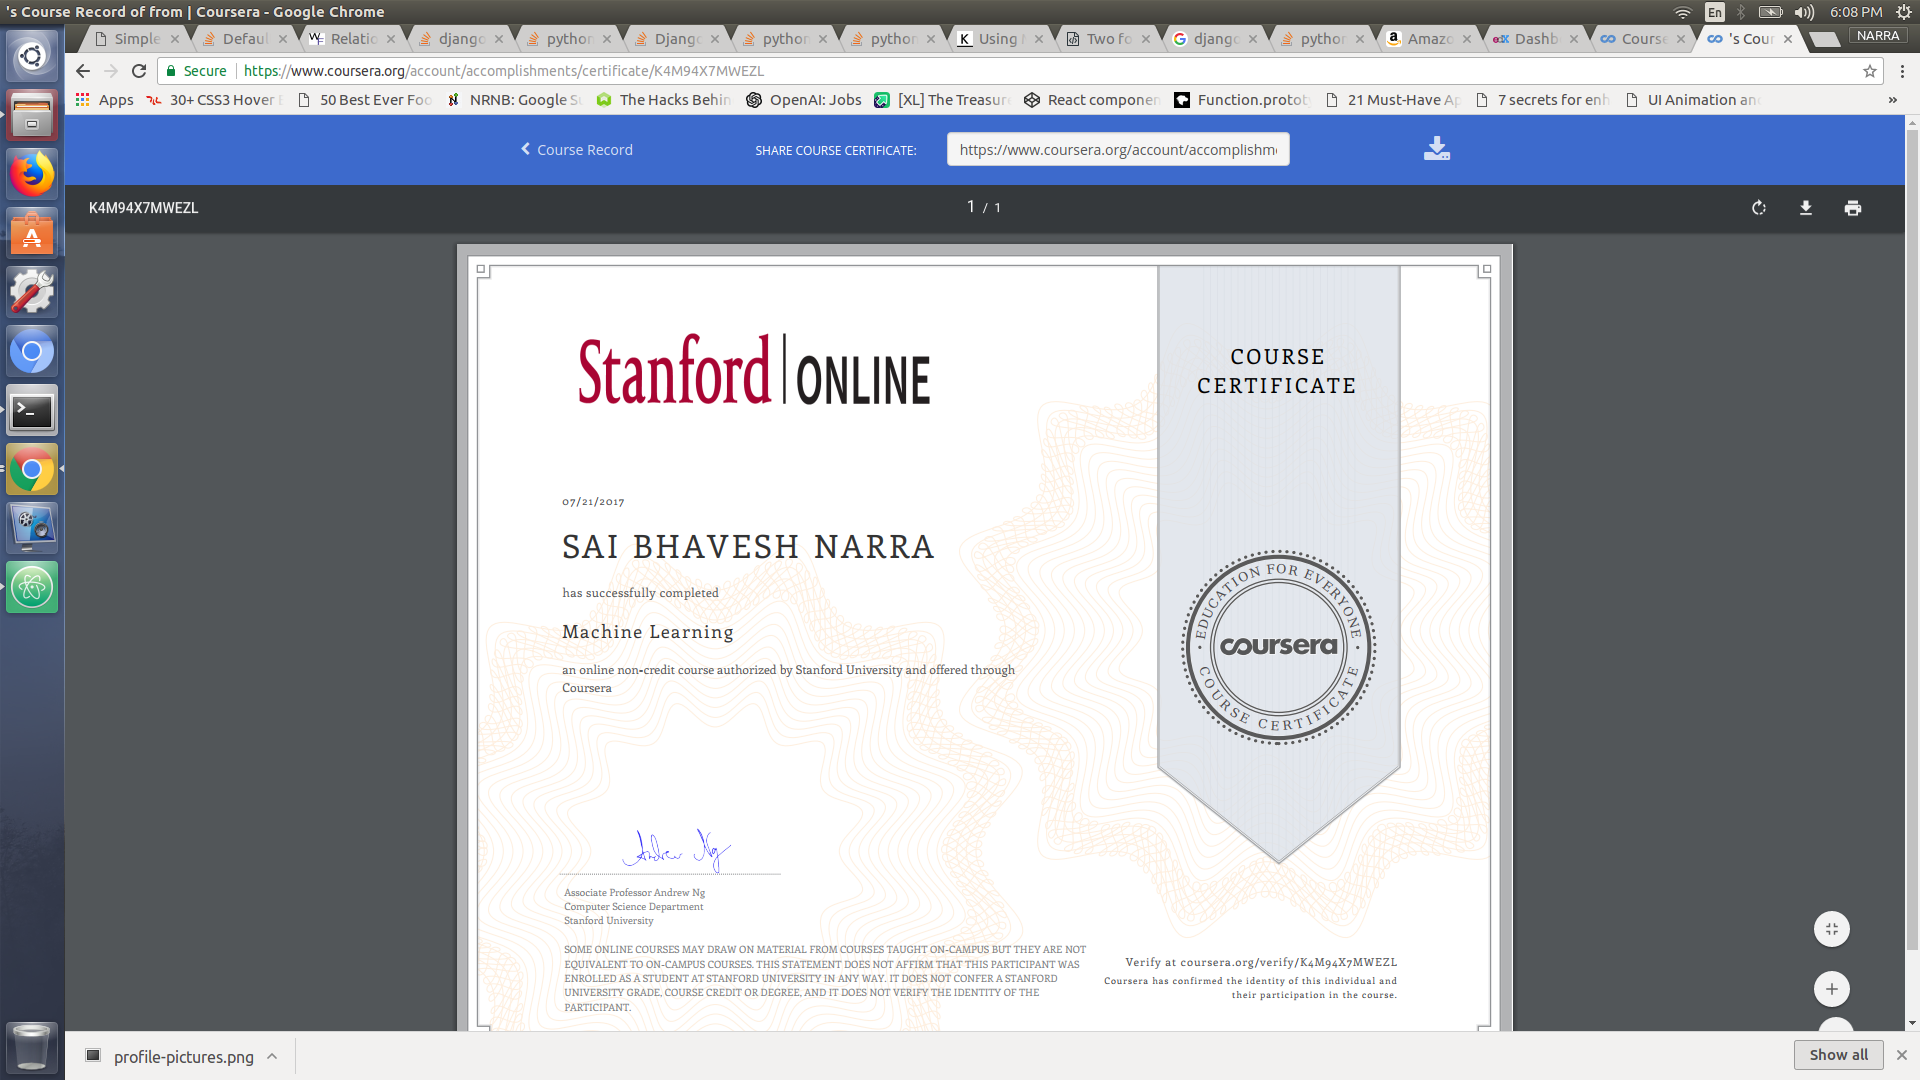 's Course Record of from | Coursera - Google Chrome
En
6:08 PM
Simple
Defaul
Relatio
django
python
Django
python
python
Using
Two fo
django
python
Amazo
Dashb
Course
's Cour
NARRA
Secure
https://www.coursera.org/account/accomplishments/certificate/K4M94X7MWEZL
Apps
30+ CSS3 Hover
50 Best Ever Foo
NRNB: Google Su
The Hacks Behin
OpenAI: Jobs
[XL] The Treasur
React componen
Function.protot
21 Must-Have Ap
7 secrets for enh
UI Animation an
»
Course Record
SHARE COURSE CERTIFICATE:
https://www.coursera.org/account/accomplishm
K4M94X7MWEZL
1 / 1
Stanford | ONLINE
COURSE
CERTIFICATE
07/21/2017
SAI BHAVESH NARRA
has successfully completed
Machine Learning
an online non-credit course authorized by Stanford University and offered through
Coursera
EDUCATION FOR EVERYONE
coursera
COURSE CERTIFICATE
Andrew Ng
Associate Professor Andrew Ng
Computer Science Department
Stanford University
SOME ONLINE COURSES MAY DRAW ON MATERIAL FROM COURSES TAUGHT ON-CAMPUS BUT THEY ARE NOT
EQUIVALENT TO ON-CAMPUS COURSES. THIS STATEMENT DOES NOT AFFIRM THAT THIS PARTICIPANT WAS
ENROLLED AS A STUDENT AT STANFORD UNIVERSITY IN ANY WAY. IT DOES NOT CONFER A STANFORD
UNIVERSITY GRADE, COURSE CREDIT OR DEGREE, AND IT DOES NOT VERIFY THE IDENTITY OF THE
PARTICIPANT.
Verify at coursera.org/verify/K4M94X7MWEZL
Coursera has confirmed the identity of this individual and
their participation in the course.
profile-pictures.png
Show all